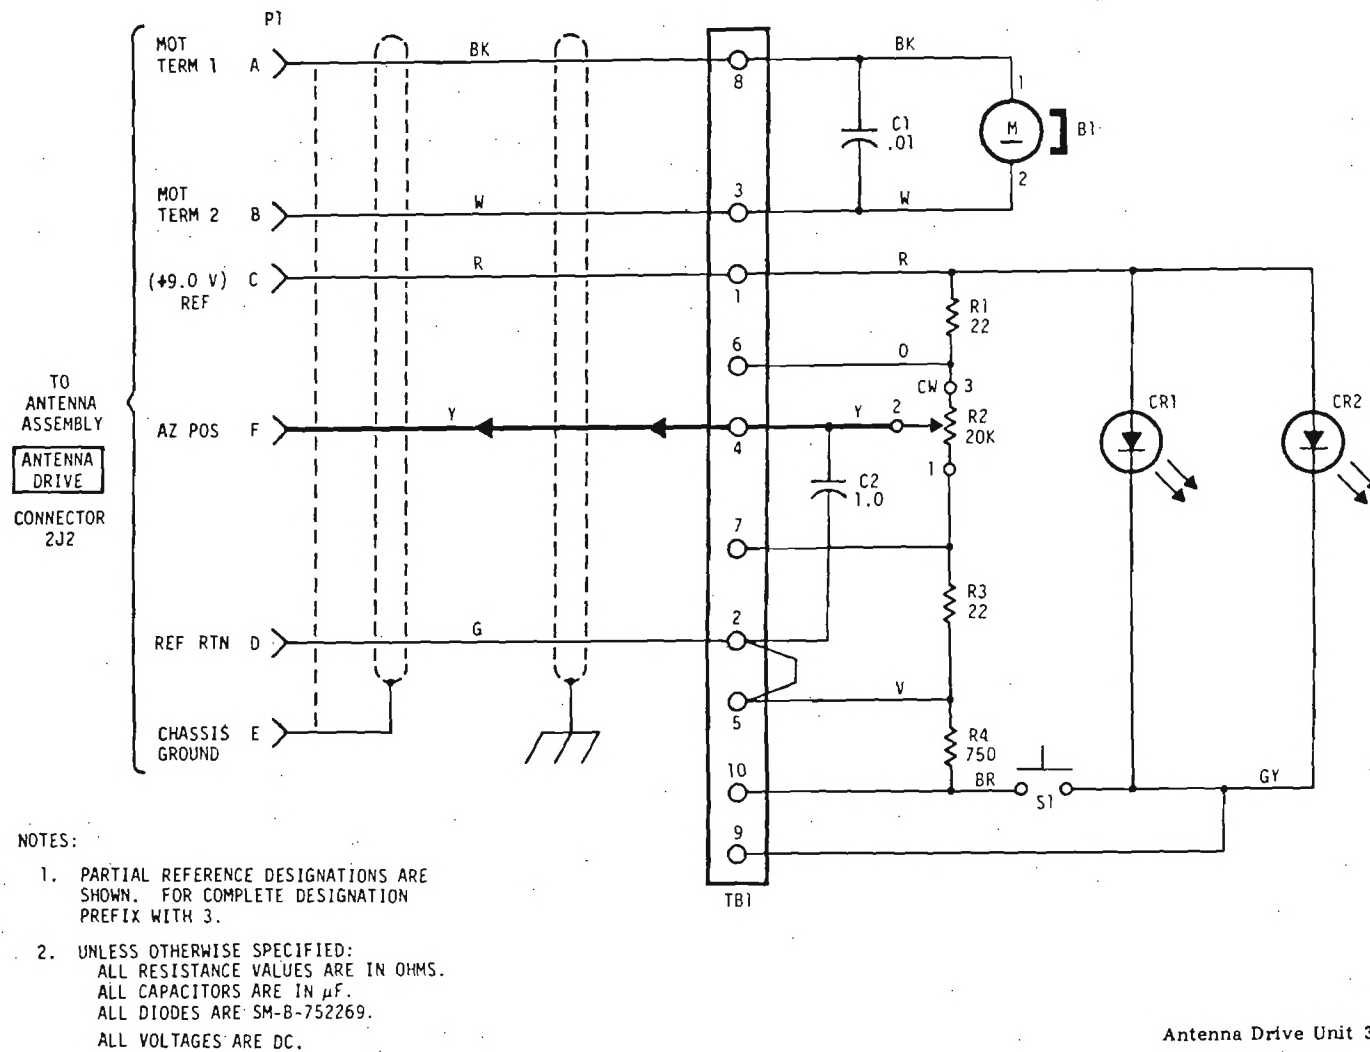 P1
MOT
TERM 1 A
BK
8
BK
1
C1
.01
M
B1
2
MOT
TERM 2 B
W
3
W
(+9.0 V) C
REF
R
1
R
R1
22
6
O
CW 3
TO
ANTENNA
ASSEMBLY
ANTENNA
DRIVE
CONNECTOR
2J2
AZ POS F
Y
4
Y 2
R2
20K
1
CR1
CR2
C2
1.0
7
R3
22
REF RTN D
G
2
V
5
CHASSIS E
GROUND
R4
750
10
BR
S1
GY
9
TB1
NOTES:
1. PARTIAL REFERENCE DESIGNATIONS ARE
SHOWN. FOR COMPLETE DESIGNATION
PREFIX WITH 3.
2. UNLESS OTHERWISE SPECIFIED:
ALL RESISTANCE VALUES ARE IN OHMS.
ALL CAPACITORS ARE IN µF.
ALL DIODES ARE SM-B-752269.
ALL VOLTAGES ARE DC.
Antenna Drive Unit 3